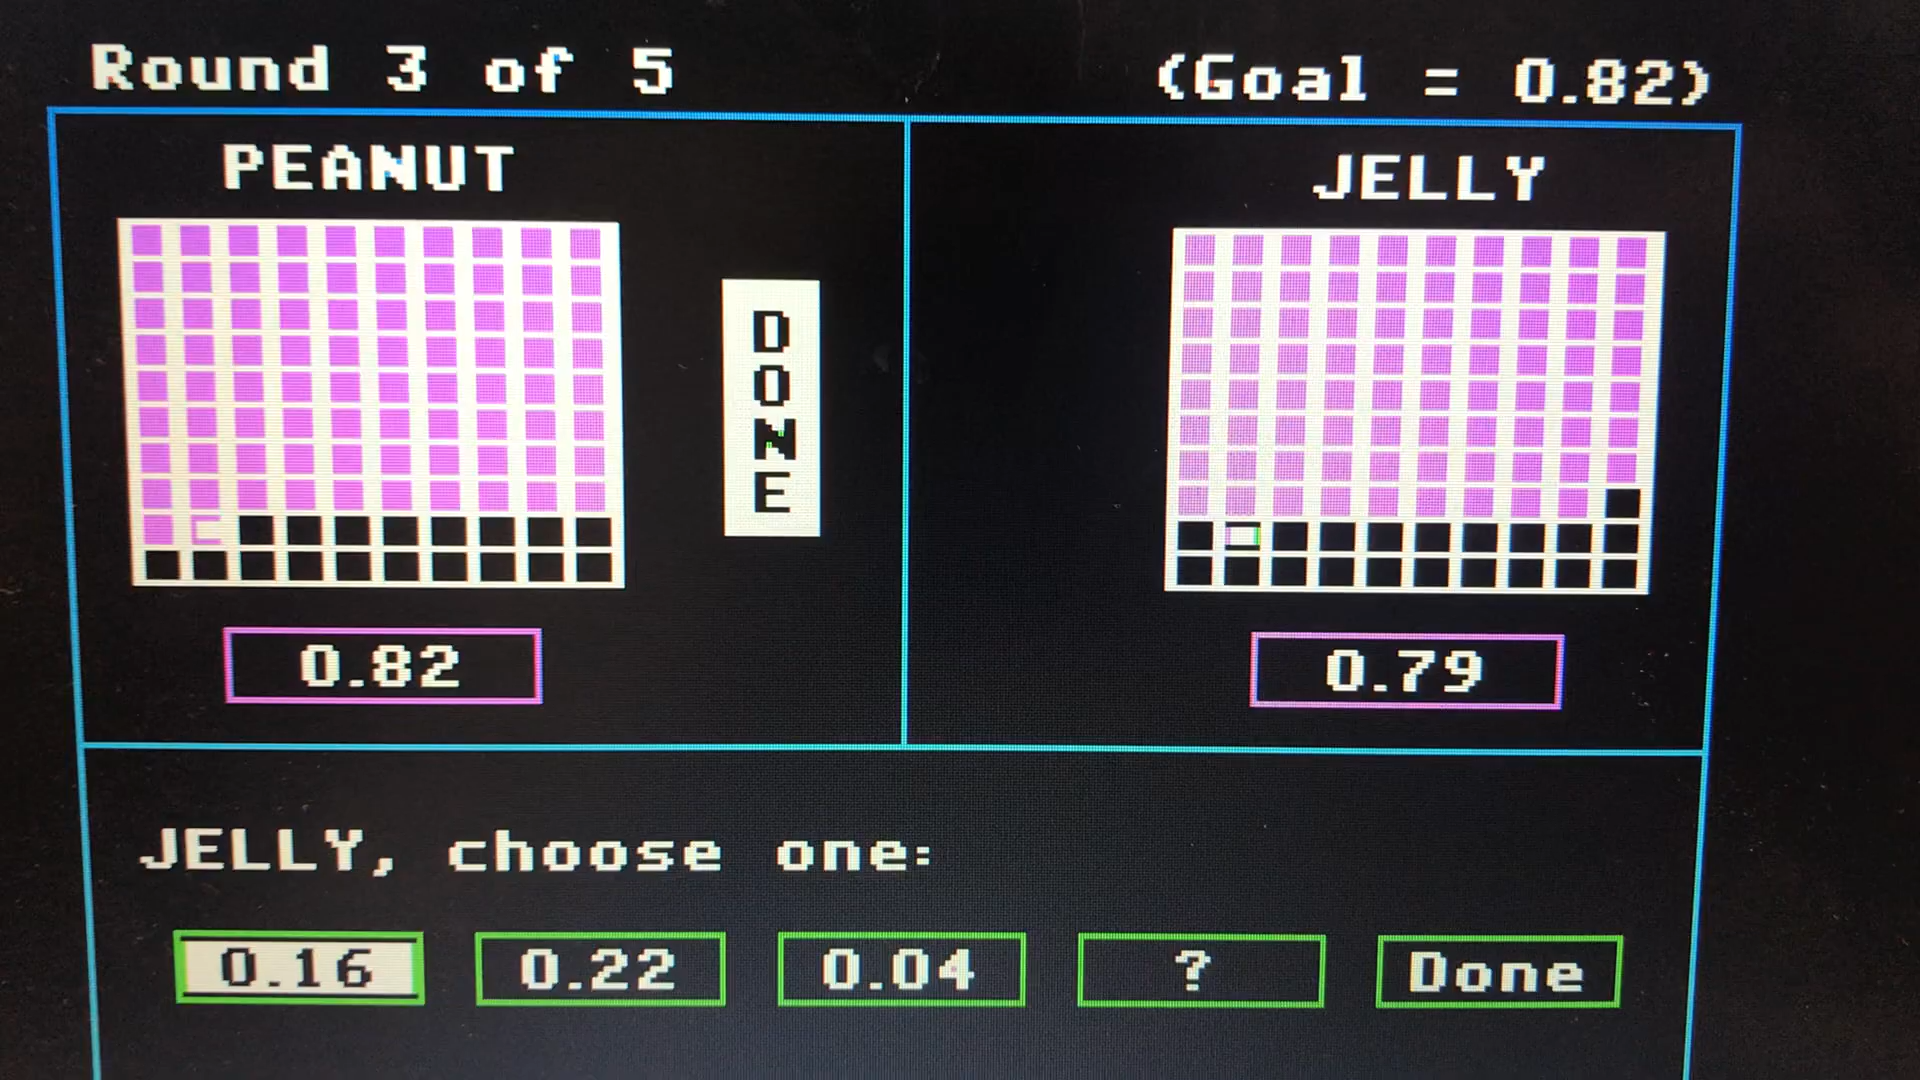 Round 3 of 5
(Goal = 0.82)
PEANUT
JELLY
DONE
0.82
0.79
JELLY, choose one:
0.16
0.22
0.04
?
Done